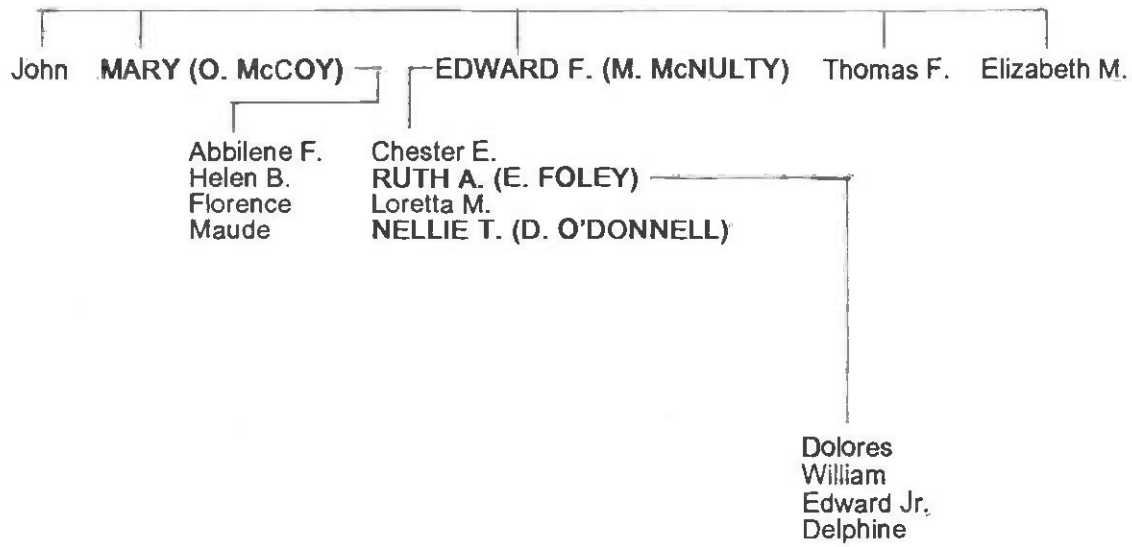 John MARY (O. McCOY) EDWARD F. (M. McNULTY) Thomas F. Elizabeth M.
Abbilene F. Chester E.
Helen B. RUTH A. (E. FOLEY)
Florence Loretta M.
Maude NELLIE T. (D. O'DONNELL)
Dolores
William
Edward Jr.
Delphine